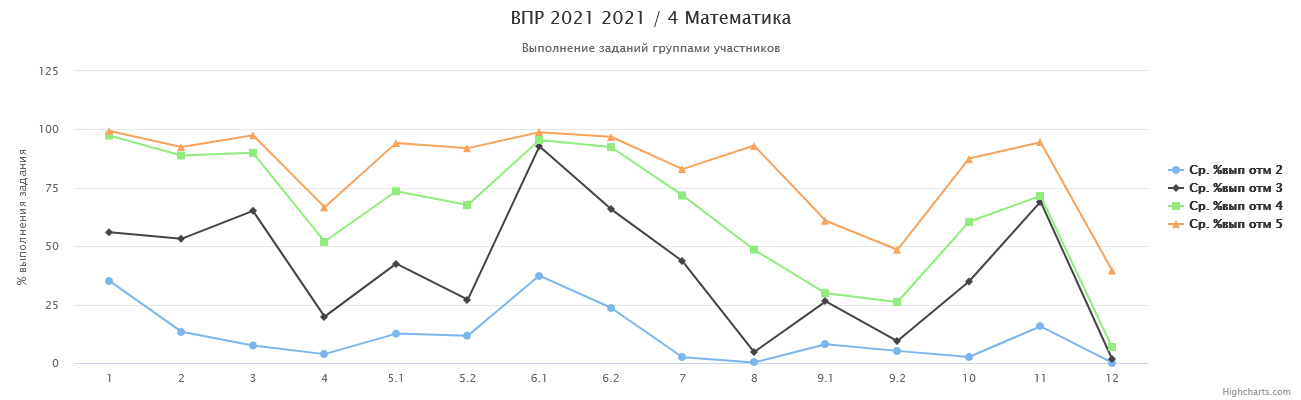 ВПР 2021 2021 / 4 Математика
Выполнение заданий группами участников
% выполнения задания
125
100
75
50
25
0
1 2 3 4 5.1 5.2 6.1 6.2 7 8 9.1 9.2 10 11 12
Ср. %вып отм 2
Ср. %вып отм 3
Ср. %вып отм 4
Ср. %вып отм 5
Highcharts.com